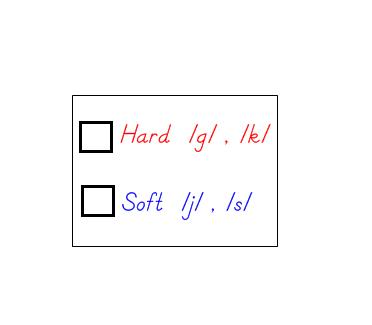 Hard /g/ , /k/
Soft /j/ , /s/